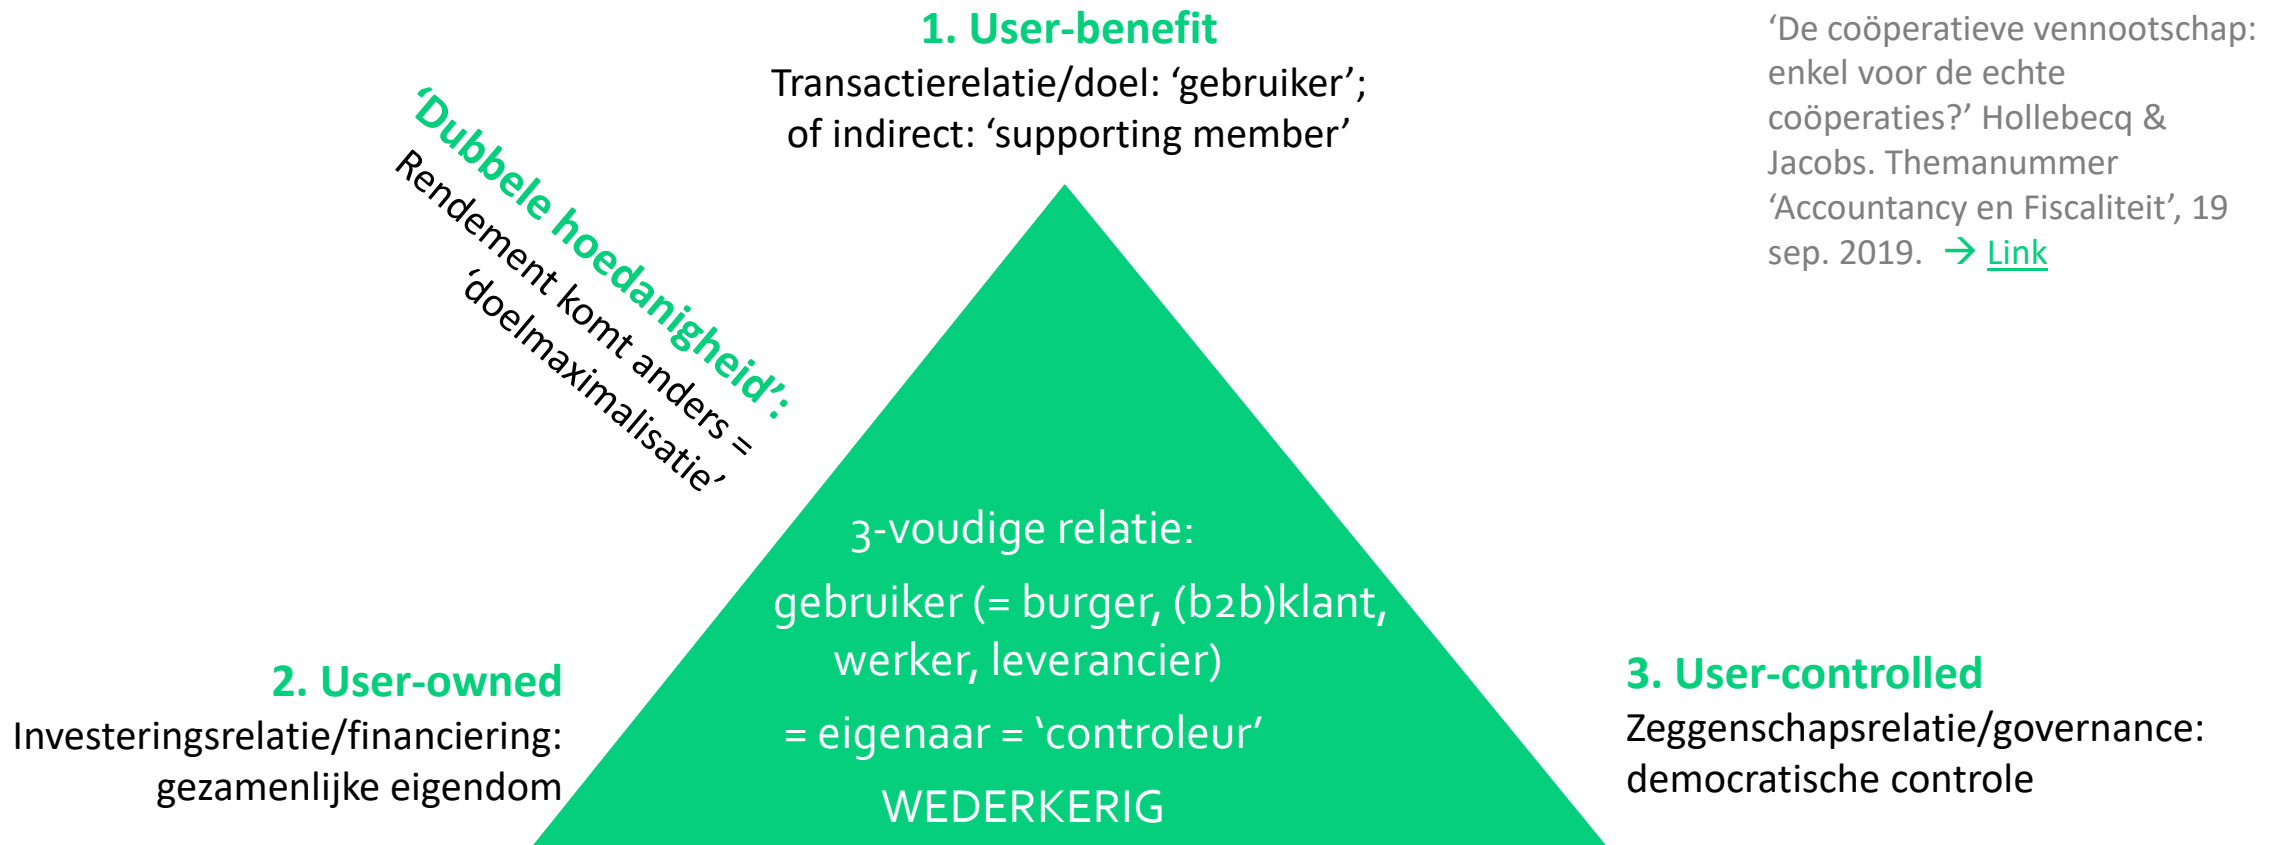 1. User-benefit
Transactierelatie/doel: ‘gebruiker’;
of indirect: ‘supporting member’
‘De coöperatieve vennootschap:
enkel voor de echte
coöperaties?’ Hollebecq &
Jacobs. Themanummer
‘Accountancy en Fiscaliteit’, 19
sep. 2019. → Link
‘Dubbele hoedanigheid’:
Rendement komt anders =
‘doelmaximalisatie’
3-voudige relatie:
gebruiker (= burger, (b2b)klant,
werker, leverancier)
= eigenaar = ‘controleur’
WEDERKERIG
2. User-owned
Investeringsrelatie/financiering:
gezamenlijke eigendom
3. User-controlled
Zeggenschapsrelatie/governance:
democratische controle